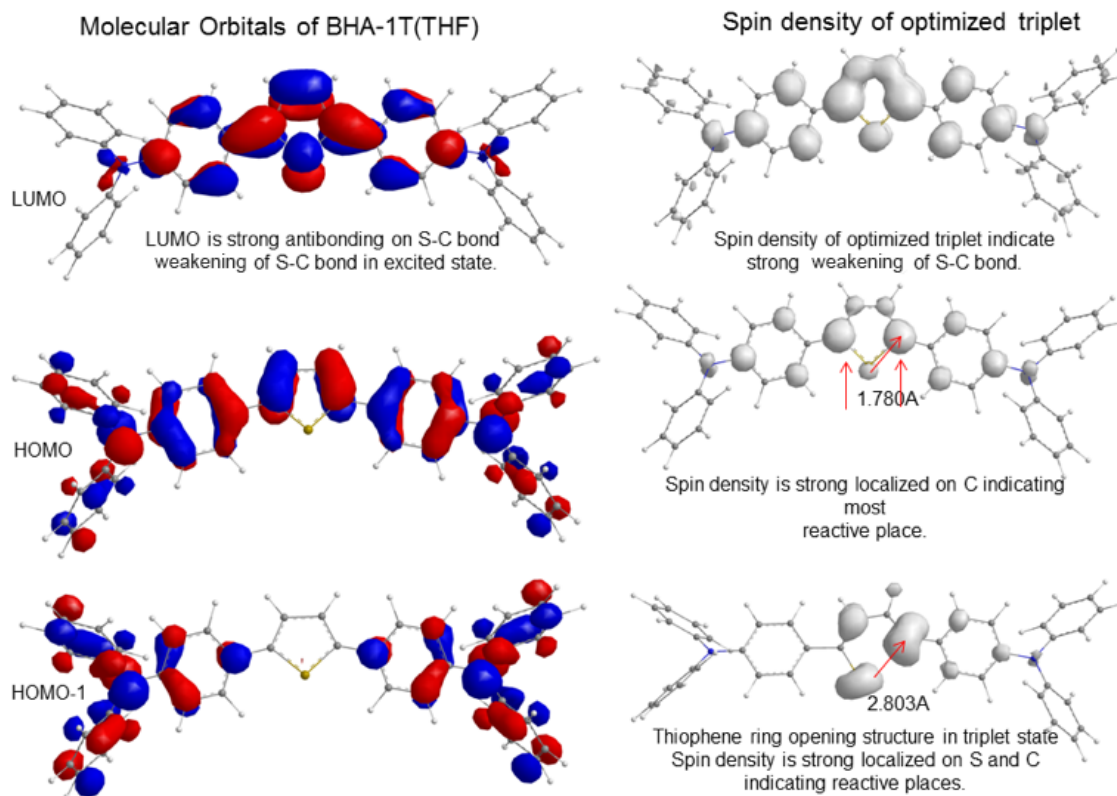 Molecular Orbitals of BHA-1T(THF)
LUMO
LUMO is strong antibonding on S-C bond
weakening of S-C bond in excited state.
HOMO
HOMO-1
Spin density of optimized triplet
Spin density of optimized triplet indicate
strong weakening of S-C bond.
1.780A
Spin density is strong localized on C indicating
most
reactive place.
2.803A
Thiophene ring opening structure in triplet state
Spin density is strong localized on S and C
indicating reactive places.